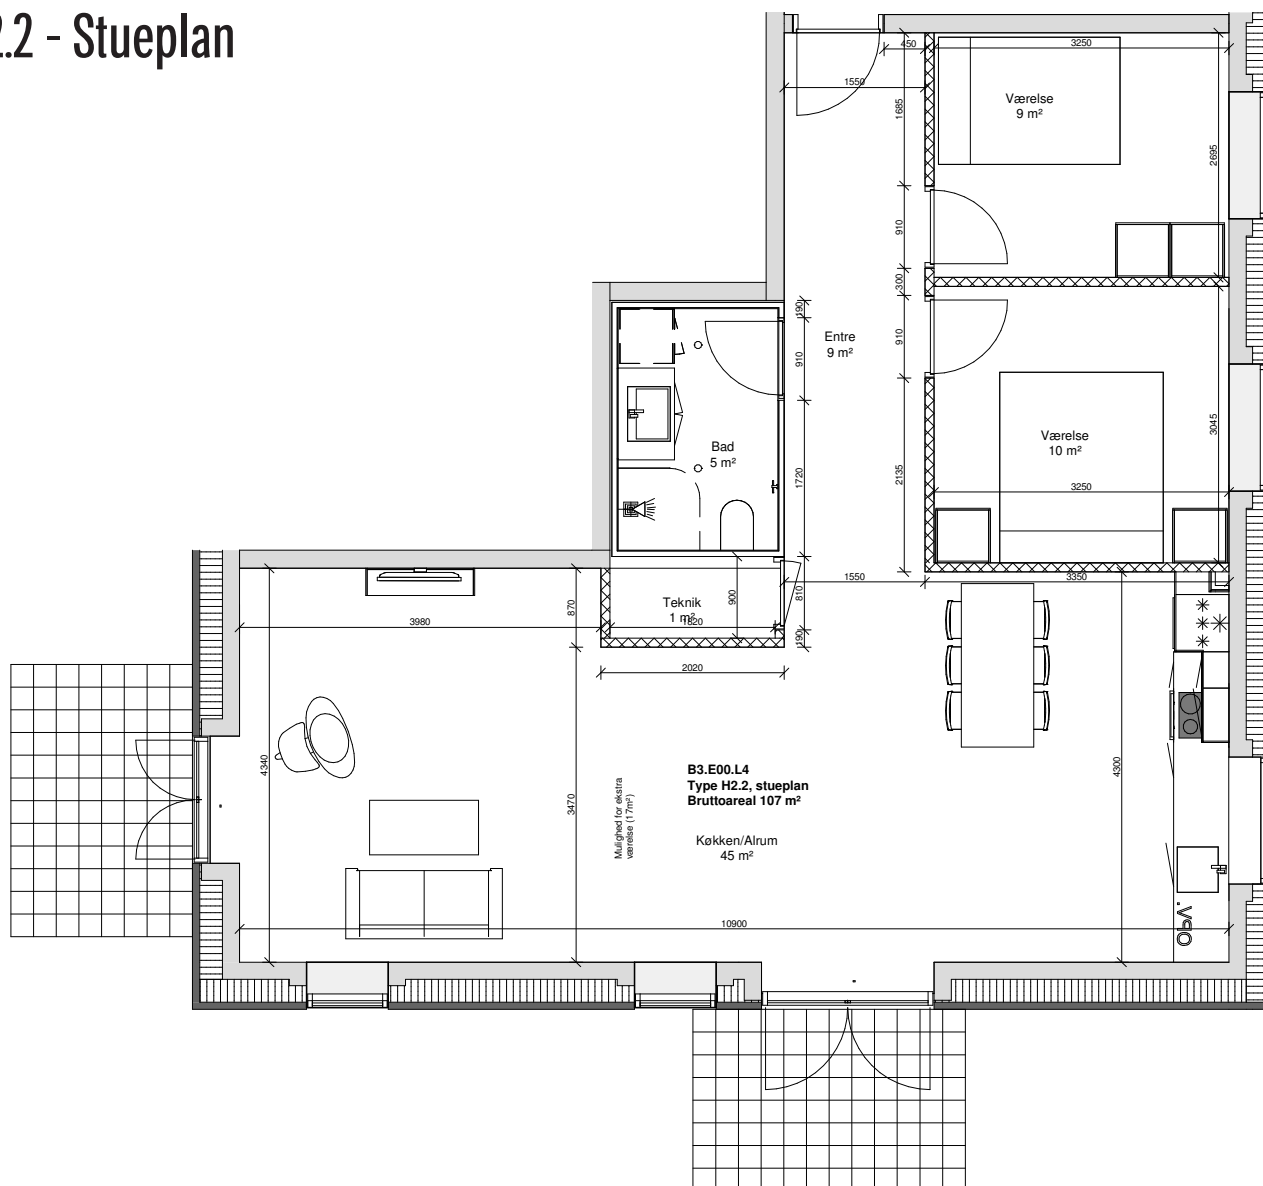 2.2 - Stueplan
450
3250
1550
Værelse
9 m²
1685
2695
910
300
190
Entre
9 m²
910
910
Bad
5 m²
Værelse
10 m²
3045
1720
2135
3250
1550
3350
Teknik
1 m²
900
810
870
3980
1820
190
2020
4340
3470
Mulighed for ekstra
værelse (17m²)
B3.E00.L4
Type H2.2, stueplan
Bruttoareal 107 m²
Køkken/Alrum
45 m²
4300
10900
opv.